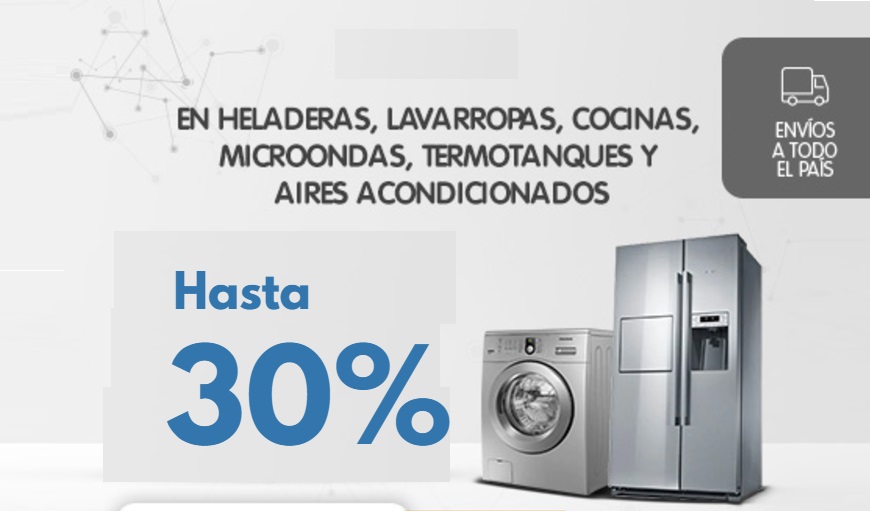 EN HELADERAS, LAVARROPAS, COCINAS,
MICROONDAS, TERMOTANQUES Y
AIRES ACONDICIONADOS
ENVÍOS
A TODO
EL PAÍS
Hasta
30%